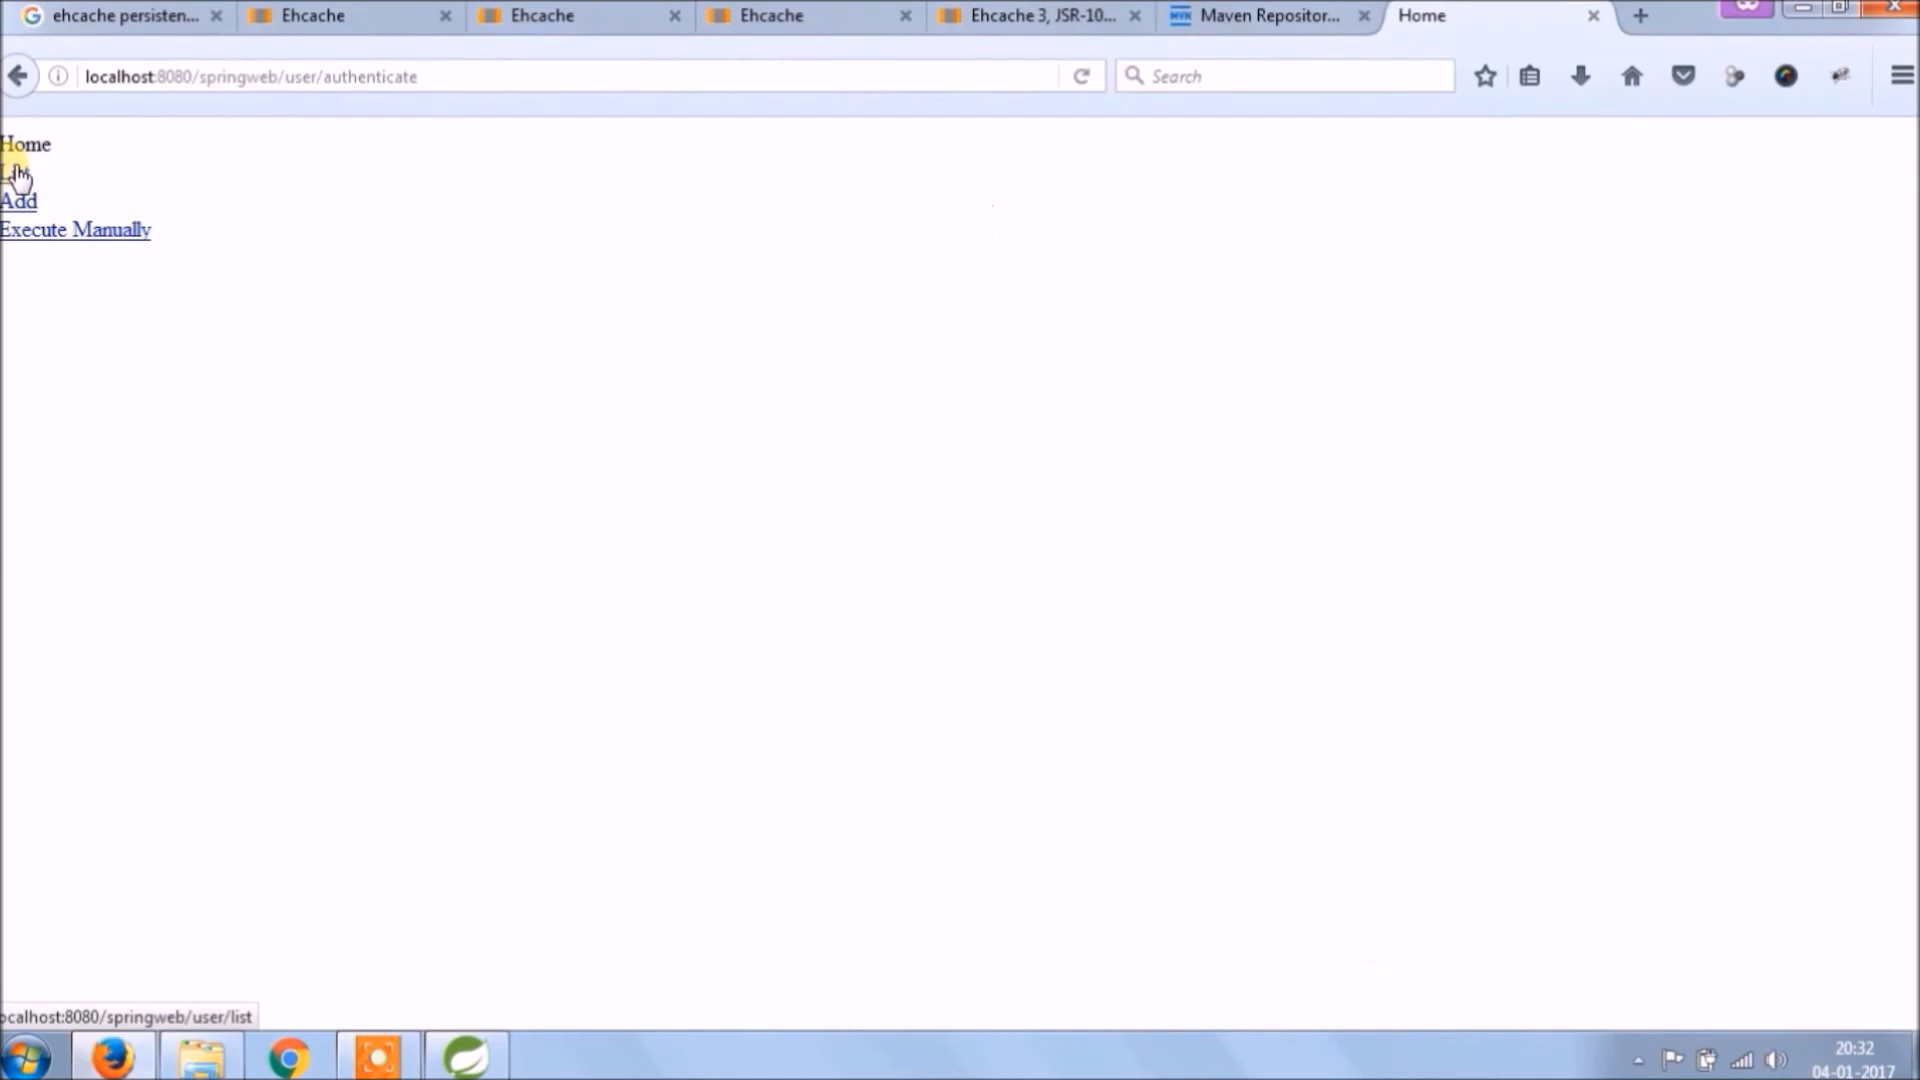 ehcache persisten...
Ehcache
Ehcache
Ehcache
Ehcache 3, JSR-10...
MVN
Maven Repositor...
Home
localhost:8080/springweb/user/authenticate
Search
Home
Add
Execute Manually
ocalhost:8080/springweb/user/list
20:32
04-01-2017